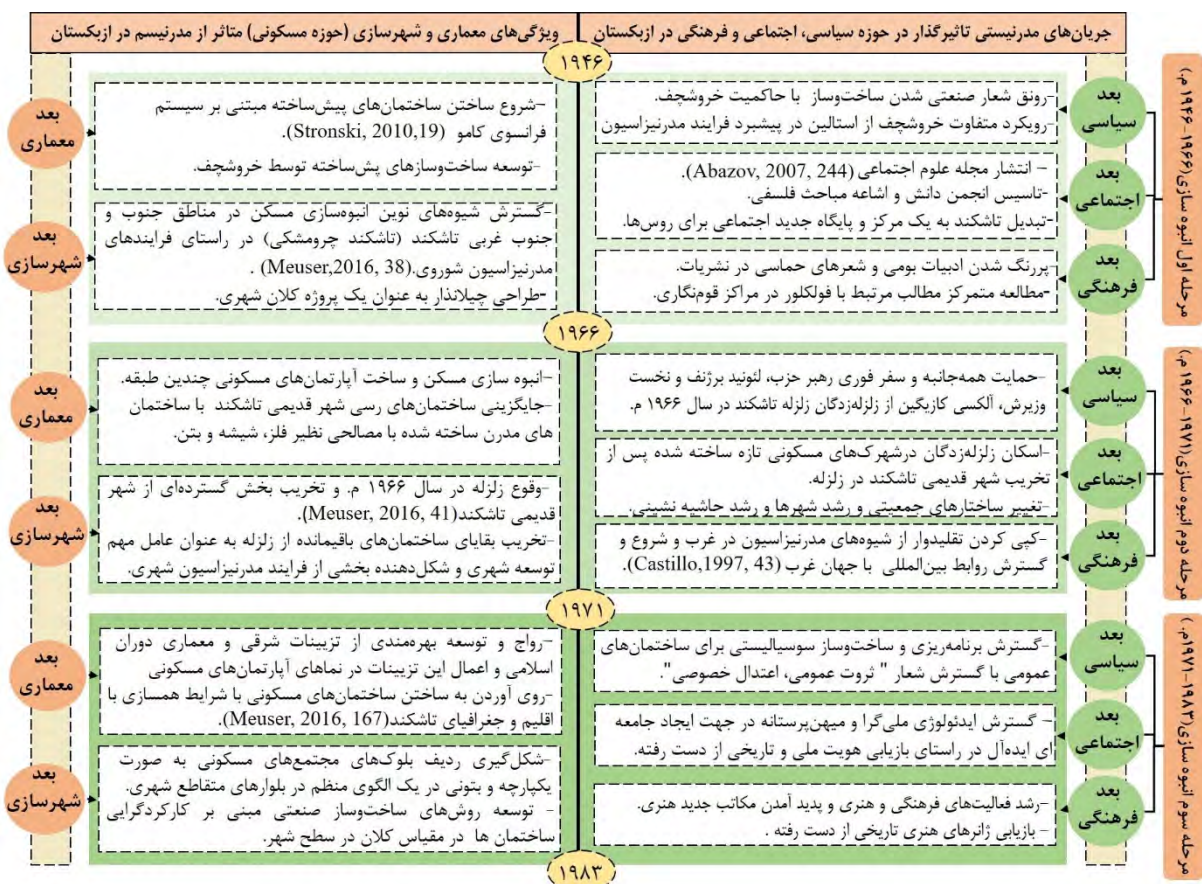 جریان‌های مدرنیستی تاثیرگذار در حوزه سیاسی، اجتماعی و فرهنگی در ازبکستان
ویژگی‌های معماری و شهرسازی (حوزه مسکونی) متاثر از مدرنیسم در ازبکستان
۱۹۴۶
مرحله اول انبوه سازی(۱۹۶۶-۱۹۴۶ م.)
بعد
سیاسی
-رونق شعار صنعتی شدن ساخت‌وساز با حاکمیت خروشچف.
-رویکرد متفاوت خروشچف از استالین در پیشبرد فرایند مدرنیزاسیون
بعد
اجتماعی
- انتشار مجله علوم اجتماعی (Abazov, 2007, 244).
-تاسیس انجمن دانش و اشاعه مباحث فلسفی.
-تبدیل تاشکند به یک مرکز و پایگاه جدید اجتماعی برای روس‌ها.
بعد
فرهنگی
-پررنگ شدن ادبیات بومی و شعرهای حماسی در نشریات.
-مطالعه متمرکز مطالب مرتبط با فولکلور در مراکز قوم‌نگاری.
بعد
معماری
-شروع ساختن ساختمان‌های پیش‌ساخته مبتنی بر سیستم
فرانسوی کامو (Stronski, 2010,19).
-توسعه ساخت‌وسازهای پش‌ساخته توسط خروشچف.
بعد
شهرسازی
-گسترش شیوه‌های نوین انبوه‌سازی مسکن در مناطق جنوب و
جنوب غربی تاشکند (تاشکند چرومشکی) در راستای فرایندهای
مدرنیزاسیون شوروی.(Meuser,2016, 38) .
-طراحی چیلانذار به عنوان یک پروژه کلان شهری.
۱۹۶۶
مرحله دوم انبوه سازی(۱۹۷۱-۱۹۶۶ م.)
بعد
سیاسی
-حمایت همه‌جانبه و سفر فوری رهبر حزب، لئونید برژنف و نخست
وزیرش، آلکسی کازیگین از زلزله‌زدگان زلزله تاشکند در سال ۱۹۶۶ م.
بعد
اجتماعی
-اسکان زلزله‌زدگان درشهرک‌های مسکونی تازه ساخته شده پس از
تخریب شهر قدیمی تاشکند در زلزله.
-تغییر ساختارهای جمعیتی و رشد شهرها و رشد حاشیه نشینی.
بعد
فرهنگی
-کپی کردن تقلیدوار از شیوه‌های مدرنیزاسیون در غرب و شروع و
گسترش روابط بین‌المللی با جهان غرب (Castillo,1997, 43).
بعد
معماری
-انبوه سازی مسکن و ساخت آپارتمان‌های مسکونی چندین طبقه.
-جایگزینی ساختمان‌های رسی شهر قدیمی تاشکند با ساختمان
های مدرن ساخته شده با مصالحی نظیر فلز، شیشه و بتن.
بعد
شهرسازی
-وقوع زلزله در سال ۱۹۶۶ م. و تخریب بخش گسترده‌ای از شهر
قدیمی تاشکند(Meuser, 2016, 41).
-تخریب بقایای ساختمان‌های باقیمانده از زلزله به عنوان عامل مهم
توسعه شهری و شکل‌دهنده بخشی از فرایند مدرنیزاسیون شهری.
۱۹۷۱
مرحله سوم انبوه سازی(۱۹۸۳-۱۹۷۱م. )
بعد
سیاسی
-گسترش برنامه‌ریزی و ساخت‌وساز سوسیالیستی برای ساختمان‌های
عمومی با گسترش شعار " ثروت عمومی، اعتدال خصوصی".
بعد
اجتماعی
- گسترش ایدئولوژی ملی‌گرا و میهن‌پرستانه در جهت ایجاد جامعه
ای ایده‌آل در راستای بازیابی هویت ملی و تاریخی از دست رفته.
بعد
فرهنگی
-رشد فعالیت‌های فرهنگی و هنری و پدید آمدن مکاتب جدید هنری.
- بازیابی ژانرهای هنری تاریخی از دست رفته .
بعد
معماری
-رواج و توسعه بهره‌مندی از تزیینات شرقی و معماری دوران
اسلامی و اعمال این تزیینات در نماهای آپارتمان‌های مسکونی
-روی آوردن به ساختن ساختمان‌های مسکونی با شرایط همسازی با
اقلیم و جغرافیای تاشکند(Meuser, 2016, 167).
بعد
شهرسازی
-شکل‌گیری ردیف بلوک‌های مجتمع‌های مسکونی به صورت
یکپارچه و بتونی در یک الگوی منظم در بلوارهای متقاطع شهری.
- توسعه روش‌های ساخت‌وساز صنعتی مبنی بر کارکردگرایی
ساختمان ها در مقیاس کلان در سطح شهر.
۱۹۸۳